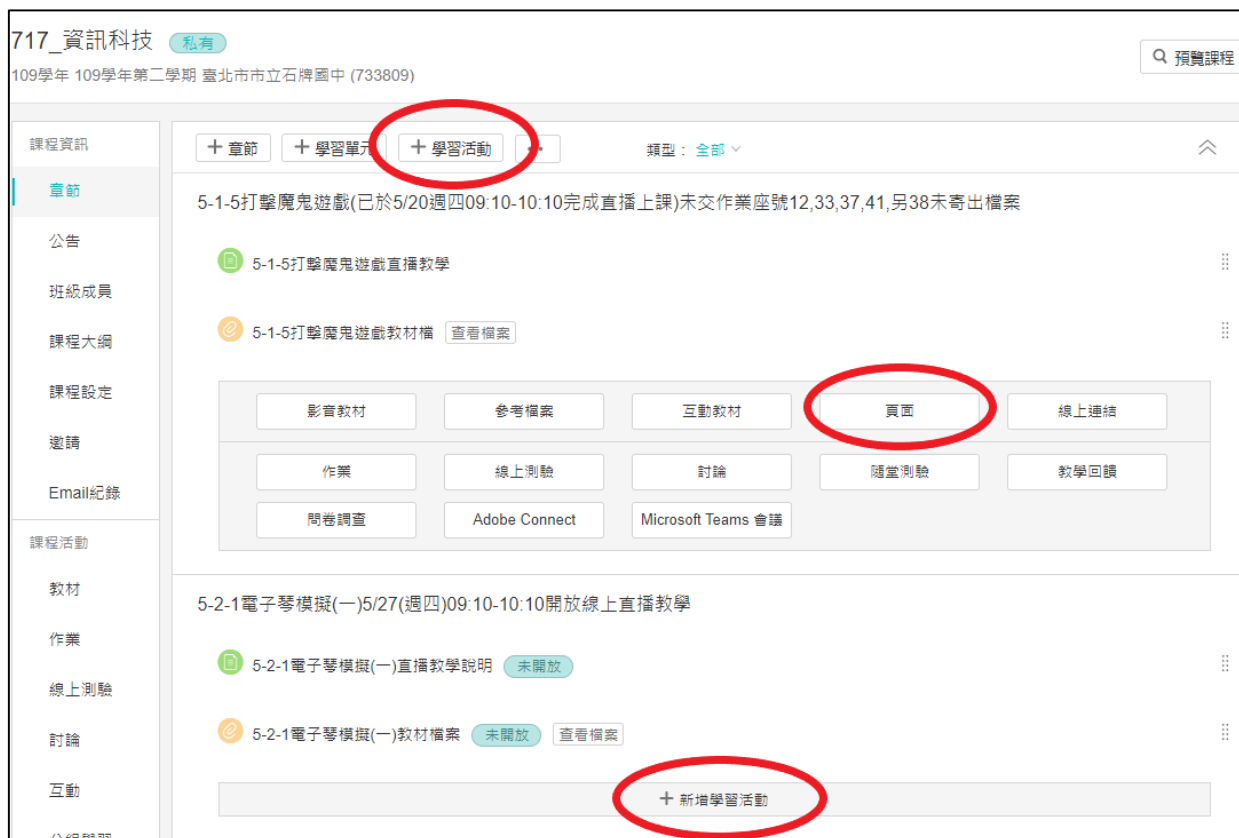 717_資訊科技 私有
109學年 109學年第二學期 臺北市市立石牌國中 (733809)
預覽課程
課程資訊
章節
公告
班級成員
課程大綱
課程設定
邀請
Email紀錄
課程活動
教材
作業
線上測驗
討論
互動
+ 章節 + 學習單元 + 學習活動 ••• 類型： 全部
5-1-5打擊魔鬼遊戲(已於5/20週四09:10-10:10完成直播上課)未交作業座號12,33,37,41,另38未寄出檔案
5-1-5打擊魔鬼遊戲直播教學
5-1-5打擊魔鬼遊戲教材檔 查看檔案
影音教材 參考檔案 互動教材 頁面 線上連結
作業 線上測驗 討論 隨堂測驗 教學回饋
問卷調查 Adobe Connect Microsoft Teams 會議
5-2-1電子琴模擬(一)5/27(週四)09:10-10:10開放線上直播教學
5-2-1電子琴模擬(一)直播教學說明 未開放
5-2-1電子琴模擬(一)教材檔案 未開放 查看檔案
+ 新增學習活動